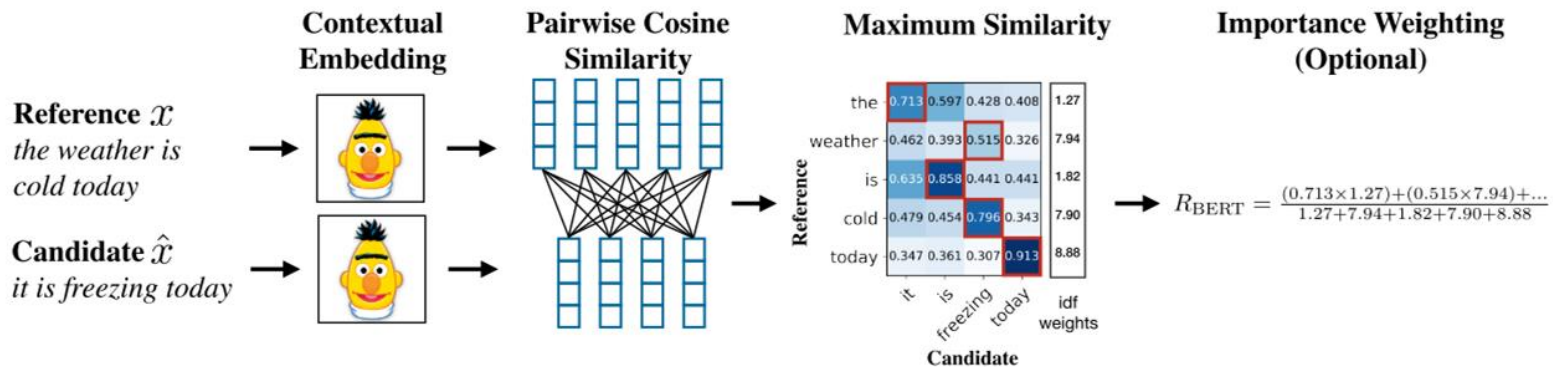 Contextual
Embedding
Pairwise Cosine
Similarity
Maximum Similarity
Importance Weighting
(Optional)
Reference x
the weather is
cold today
Candidate x̂
it is freezing today
Reference
the 0.713 0.597 0.428 0.408 1.27
weather 0.462 0.393 0.515 0.326 7.94
is 0.635 0.858 0.441 0.441 1.82
cold 0.479 0.454 0.796 0.343 7.90
today 0.347 0.361 0.307 0.913 8.88
it is freezing today
idf
weights
Candidate
R_BERT = (0.713×1.27)+(0.515×7.94)+... / 1.27+7.94+1.82+7.90+8.88